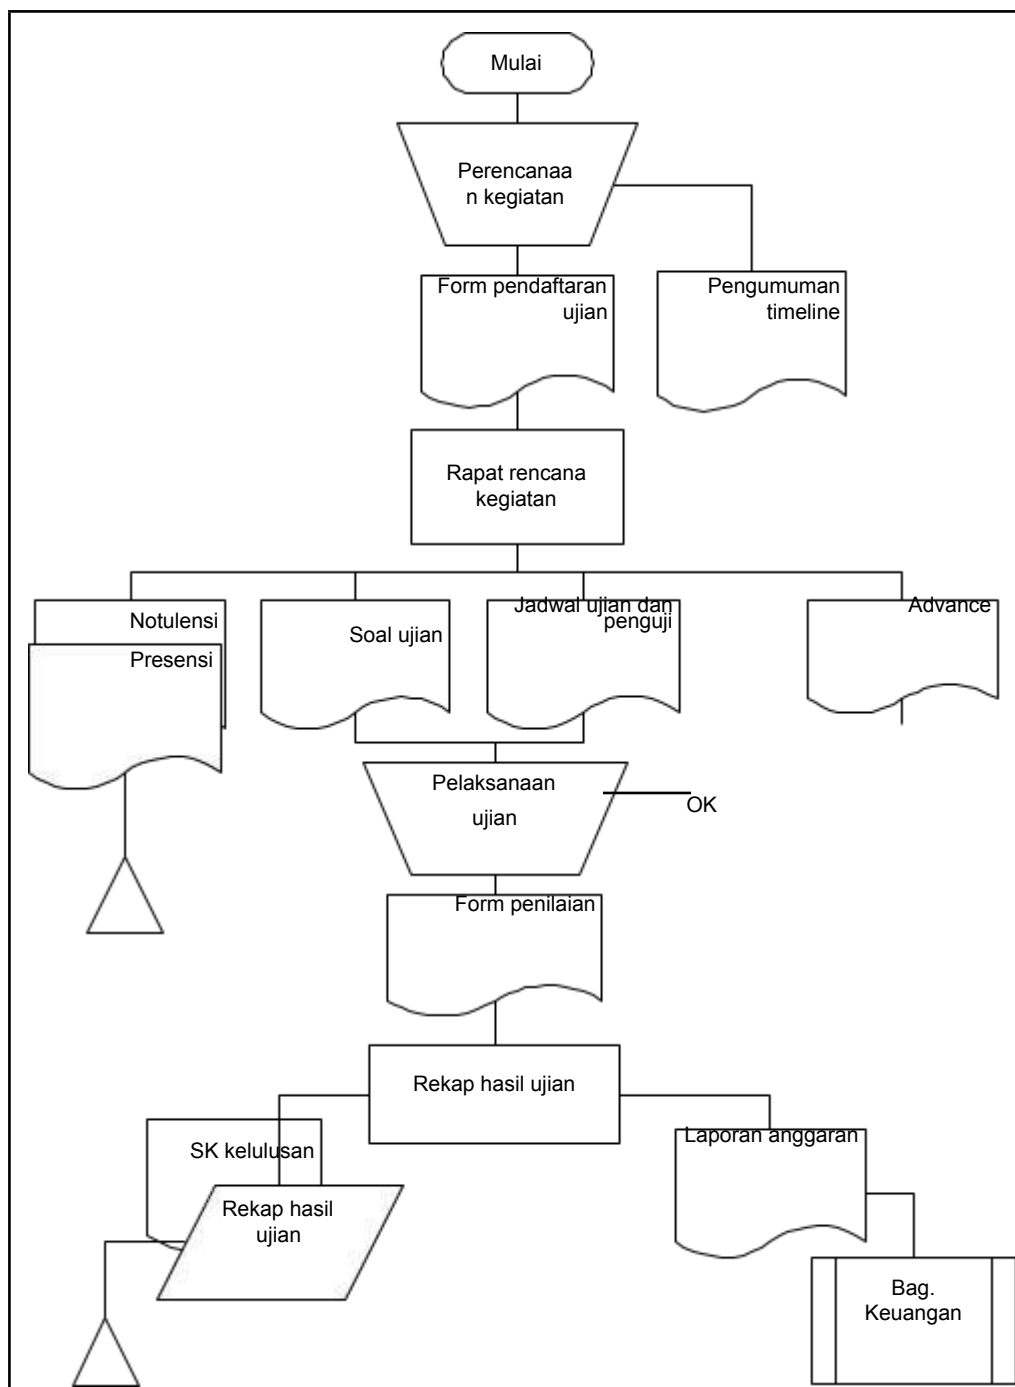 Mulai
Perencanaa
n kegiatan
Form pendaftaran
ujian
Pengumuman
timeline
Rapat rencana
kegiatan
Notulensi
Presensi
Soal ujian
Jadwal ujian dan
penguji
Advance
Pelaksanaan
ujian
OK
Form penilaian
Rekap hasil ujian
SK kelulusan
Rekap hasil
ujian
Laporan anggaran
Bag.
Keuangan